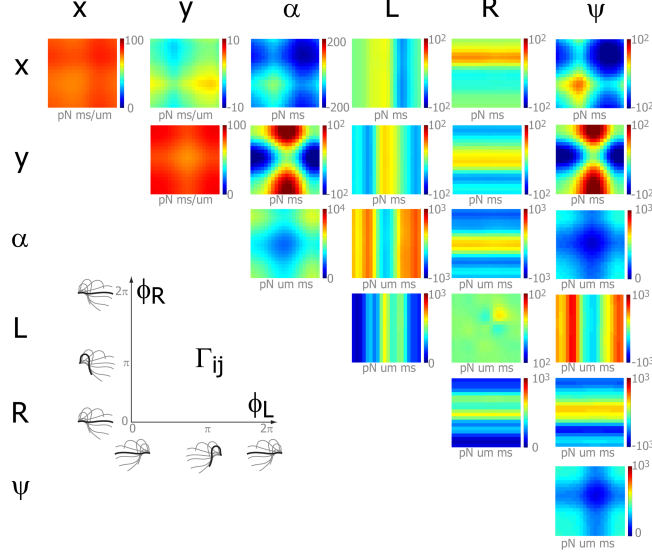 x y α L R ψ
x 100 0 10 -10 200 -200 10² -10² 10² -10² 10² -10²
pN ms/um pN ms/um pN ms pN ms pN ms pN ms
y 100 0 10² -10² 10² -10² 10² -10² 10² -10²
pN ms/um pN ms pN ms pN ms pN ms
α 10⁴ 0 10³ -10³ 10³ -10³ 10³ 0
pN um ms pN um ms pN um ms pN um ms
2π ϕR
L π Γij 10³ 0 10² 10² 10³ -10³
pN um ms pN um ms pN um ms
R 0 ϕL 10³ 0 10³ -10³
0 π 2π pN um ms pN um ms
ψ 10³ 0
pN um ms